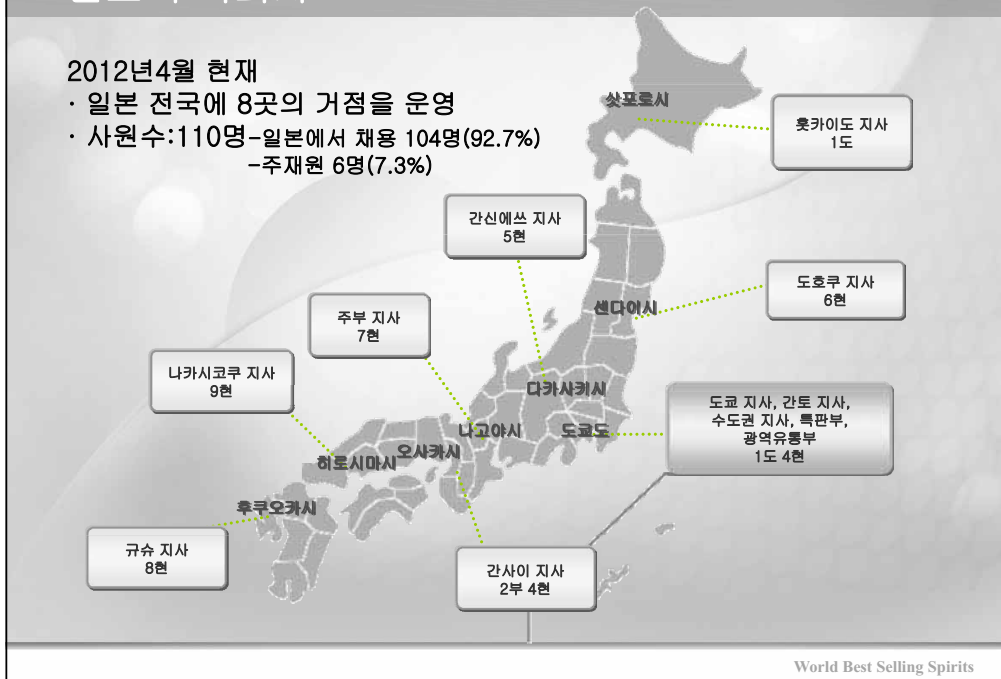 2012년4월 현재
· 일본 전국에 8곳의 거점을 운영
· 사원수:110명-일본에서 채용 104명(92.7%)
-주재원 6명(7.3%)
삿포로시
홋카이도 지사
1도
간신에쓰 지사
5현
도호쿠 지사
6현
센다이시
주부 지사
7현
나카시코쿠 지사
9현
다카사키시
도쿄 지사, 간토 지사,
수도권 지사, 특판부,
광역유통부
1도 4현
나고야시
도쿄도
오사카시
히로시마시
후쿠오카시
규슈 지사
8현
간사이 지사
2부 4현
World Best Selling Spirits